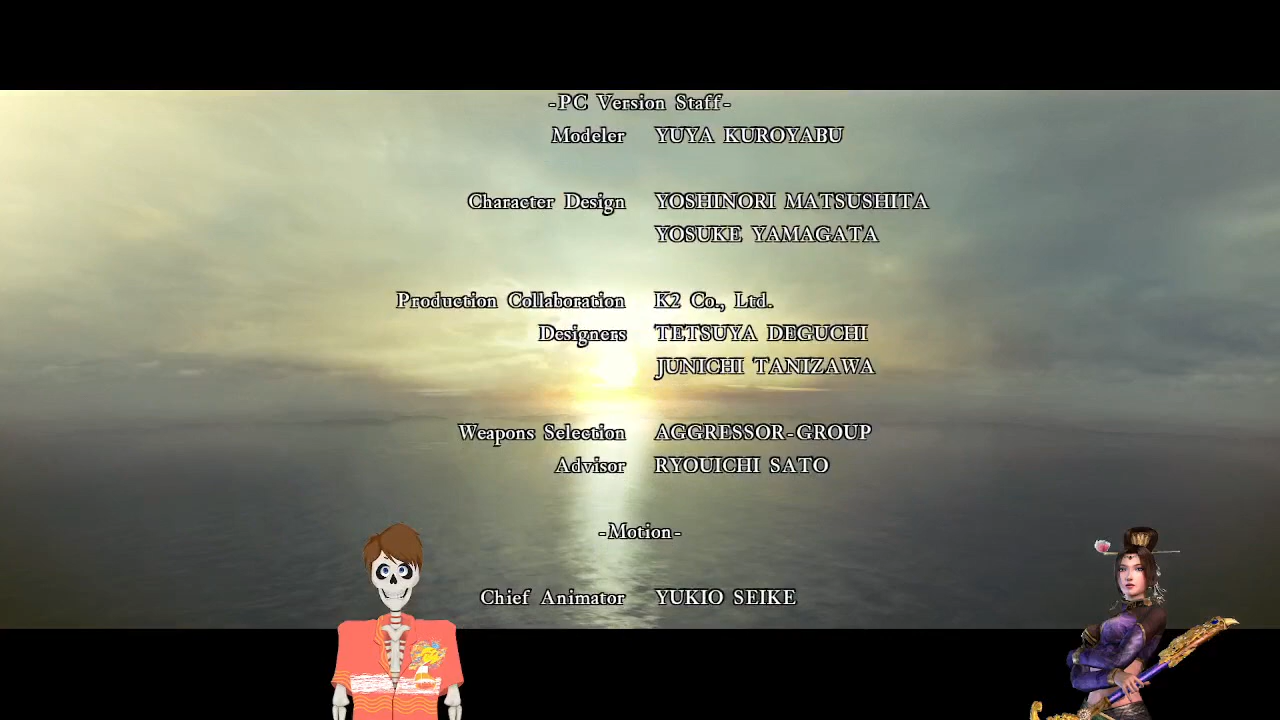 -PC Version Staff-
Modeler YUYA KUROYABU
Character Design YOSHINORI MATSUSHITA
YOSUKE YAMAGATA
Production Collaboration K2 Co., Ltd.
Designers TETSUYA DEGUCHI
JUNICHI TANIZAWA
Weapons Selection AGGRESSOR-GROUP
Advisor RYOUICHI SATO
-Motion-
Chief Animator YUKIO SEIKE